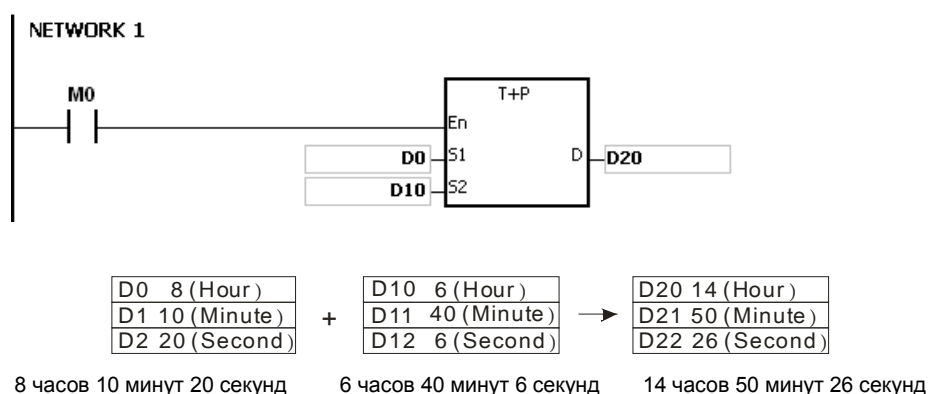 NETWORK 1
M0
T+P
En
D0 S1 D D20
D10 S2
D0 8 (Hour)
D1 10 (Minute)
D2 20 (Second)
+
D10 6 (Hour)
D11 40 (Minute)
D12 6 (Second)
D20 14 (Hour)
D21 50 (Minute)
D22 26 (Second)
8 часов 10 минут 20 секунд
6 часов 40 минут 6 секунд
14 часов 50 минут 26 секунд